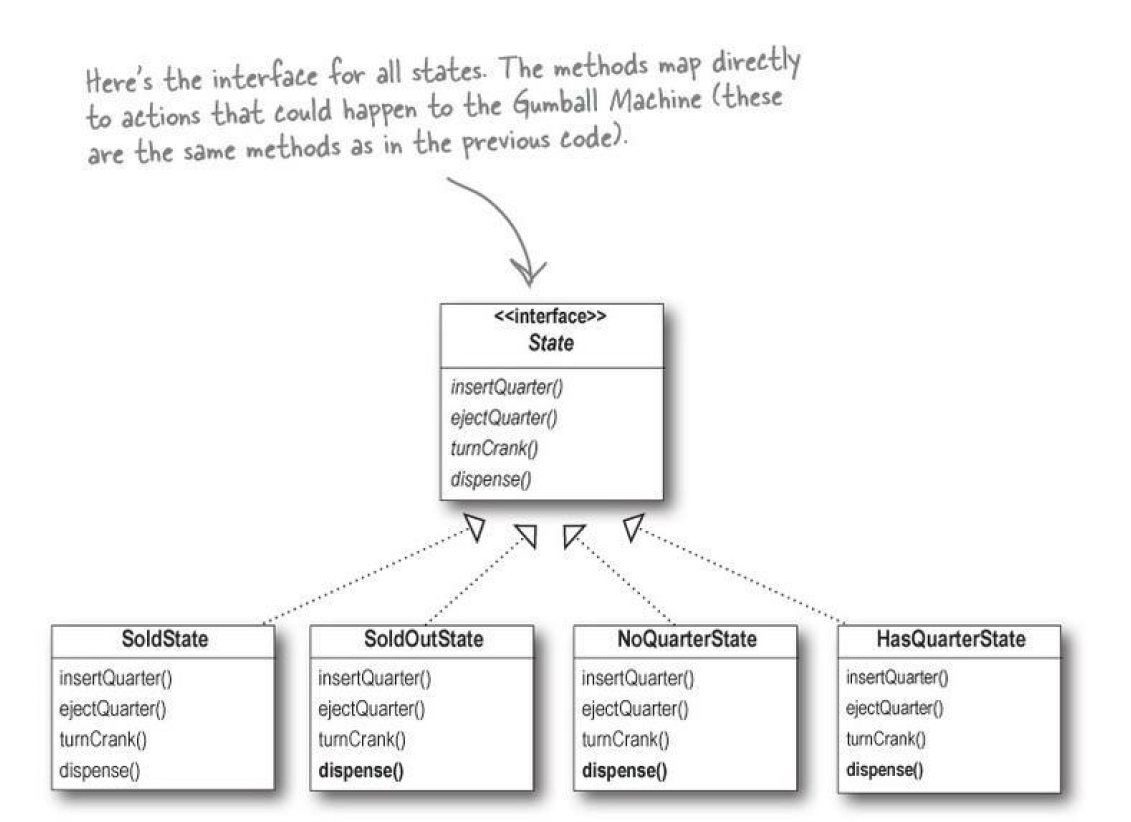 Here's the interface for all states. The methods map directly
to actions that could happen to the Gumball Machine (these
are the same methods as in the previous code).
<<interface>>
State
insertQuarter()
ejectQuarter()
turnCrank()
dispense()
SoldState
insertQuarter()
ejectQuarter()
turnCrank()
dispense()
SoldOutState
insertQuarter()
ejectQuarter()
turnCrank()
dispense()
NoQuarterState
insertQuarter()
ejectQuarter()
turnCrank()
dispense()
HasQuarterState
insertQuarter()
ejectQuarter()
turnCrank()
dispense()